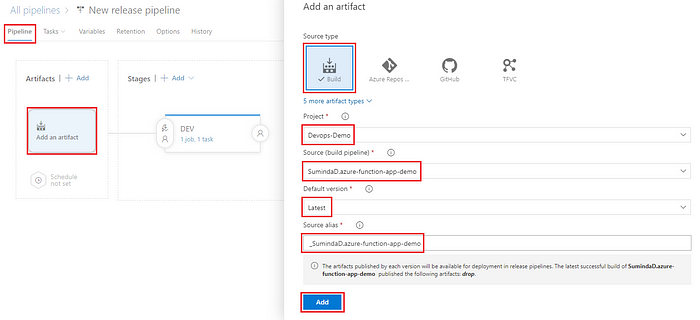 All pipelines > New release pipeline
Pipeline Tasks Variables Retention Options History
Artifacts | + Add
Stages | + Add
Add an artifact
DEV
1 job, 1 task
Schedule
not set
Add an artifact
Source type
Build
Azure Repos ...
GitHub
TFVC
5 more artifact types
Project *
Devops-Demo
Source (build pipeline) *
SumindaD.azure-function-app-demo
Default version *
Latest
Source alias *
_SumindaD.azure-function-app-demo
The artifacts published by each version will be available for deployment in release pipelines. The latest successful build of SumindaD.azure-
function-app-demo published the following artifacts: drop.
Add